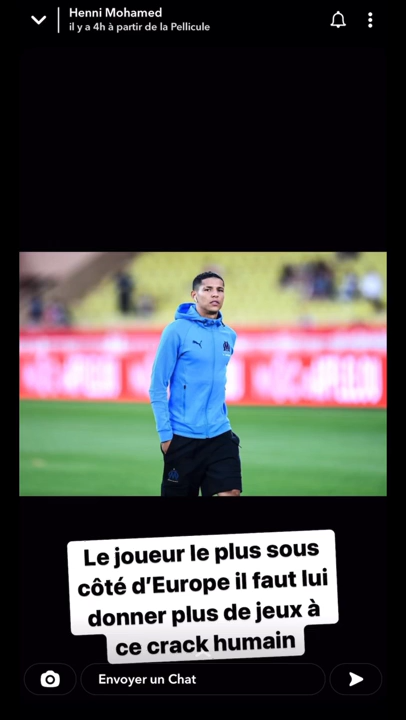 Henni Mohamed
il y a 4h à partir de la Pellicule
Le joueur le plus sous
côté d'Europe il faut lui
donner plus de jeux à
ce crack humain
Envoyer un Chat